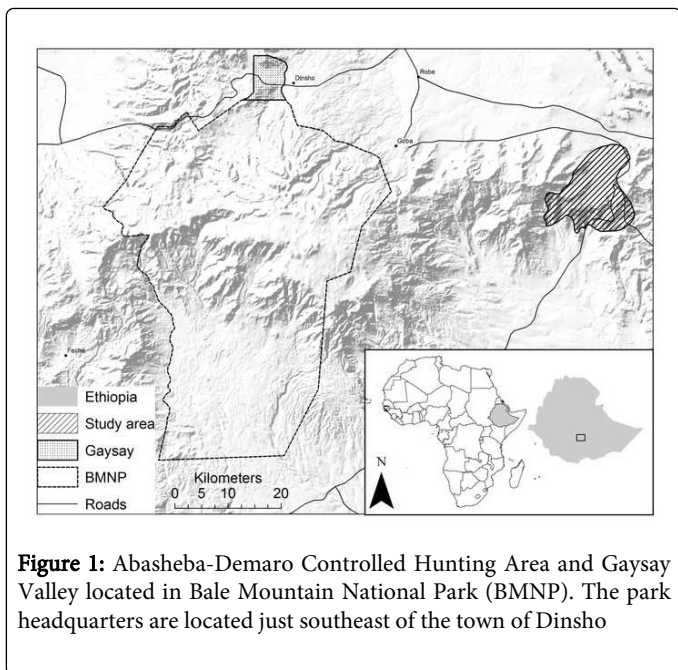 Dinsho
Robe
Goba
Ethiopia
Study area
Gaysay
BMNP
Roads
Kilometers
0 5 10 20
N
Figure 1: Abasheba-Demaro Controlled Hunting Area and Gaysay
Valley located in Bale Mountain National Park (BMNP). The park
headquarters are located just southeast of the town of Dinsho